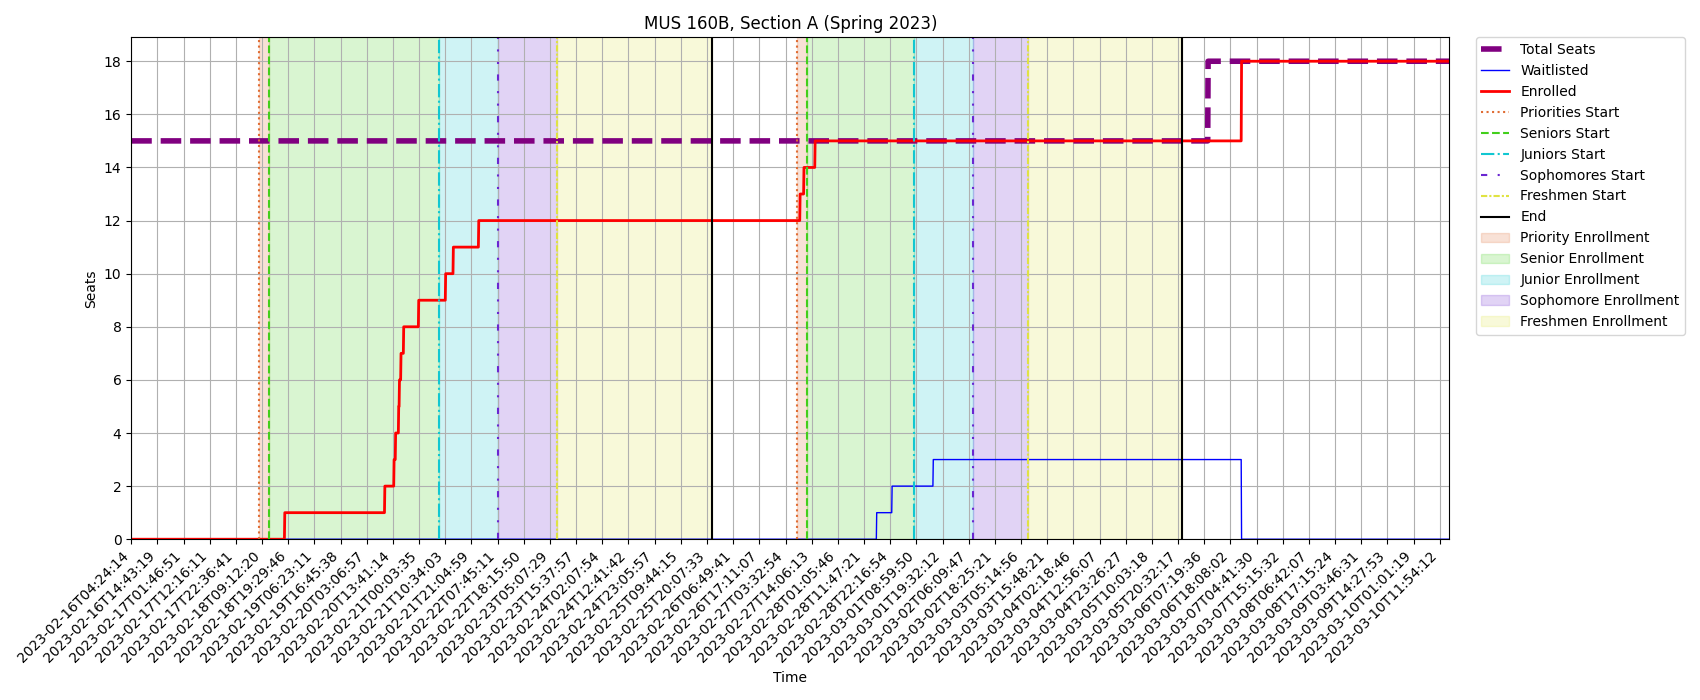 MUS 160B, Section A (Spring 2023)
Seats
18
16
14
12
10
8
6
4
2
0
2023-02-16T04:24:14
2023-02-16T14:43:19
2023-02-17T01:46:51
2023-02-17T12:16:11
2023-02-17T22:36:41
2023-02-18T09:12:20
2023-02-18T19:29:46
2023-02-19T06:23:11
2023-02-19T16:45:38
2023-02-20T03:06:57
2023-02-20T13:41:14
2023-02-21T00:03:35
2023-02-21T10:34:03
2023-02-21T21:04:59
2023-02-22T07:45:11
2023-02-22T18:15:50
2023-02-23T05:07:29
2023-02-23T15:37:57
2023-02-24T02:07:54
2023-02-24T12:41:42
2023-02-24T23:05:57
2023-02-25T09:44:15
2023-02-25T20:07:33
2023-02-26T06:49:41
2023-02-26T17:11:07
2023-02-27T03:32:54
2023-02-27T14:06:13
2023-02-28T01:05:46
2023-02-28T11:47:21
2023-02-28T22:16:54
2023-03-01T08:59:50
2023-03-01T19:32:12
2023-03-02T06:09:47
2023-03-02T18:25:21
2023-03-03T05:14:56
2023-03-03T15:48:21
2023-03-04T02:18:46
2023-03-04T12:56:07
2023-03-04T23:26:27
2023-03-05T10:03:18
2023-03-05T20:32:17
2023-03-06T07:19:36
2023-03-06T18:08:02
2023-03-07T04:41:30
2023-03-07T15:15:32
2023-03-08T06:42:07
2023-03-08T17:15:24
2023-03-09T03:46:31
2023-03-09T14:27:53
2023-03-10T01:01:19
2023-03-10T11:54:12
Time
Total Seats
Waitlisted
Enrolled
Priorities Start
Seniors Start
Juniors Start
Sophomores Start
Freshmen Start
End
Priority Enrollment
Senior Enrollment
Junior Enrollment
Sophomore Enrollment
Freshmen Enrollment